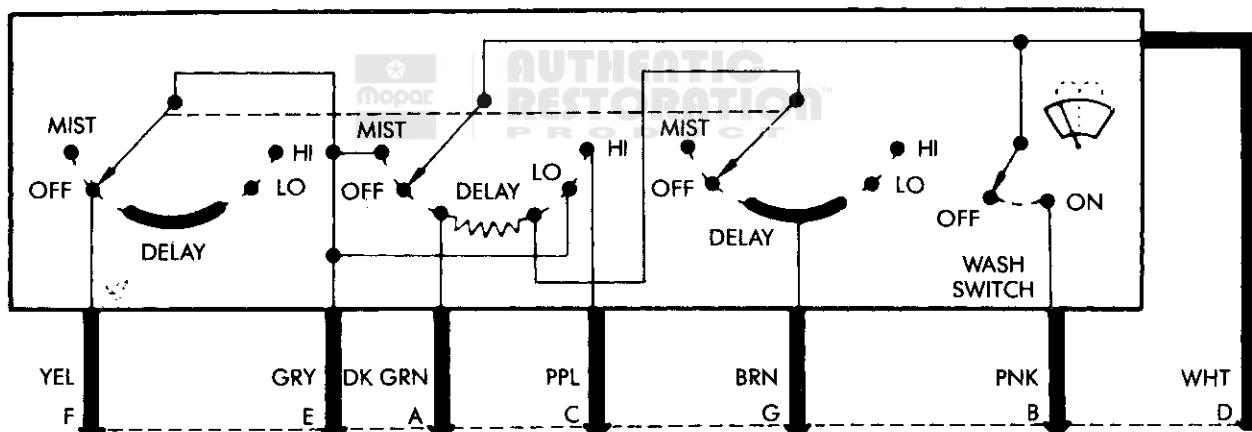 Mopar
AUTHENTIC
RESTORATION™
PRODUCT
MIST
OFF
DELAY
HI
LO
MIST
OFF
DELAY
LO
HI
MIST
OFF
DELAY
HI
LO
OFF
ON
WASH
SWITCH
YEL
GRY
DK GRN
PPL
BRN
PNK
WHT
F
E
A
C
G
B
D